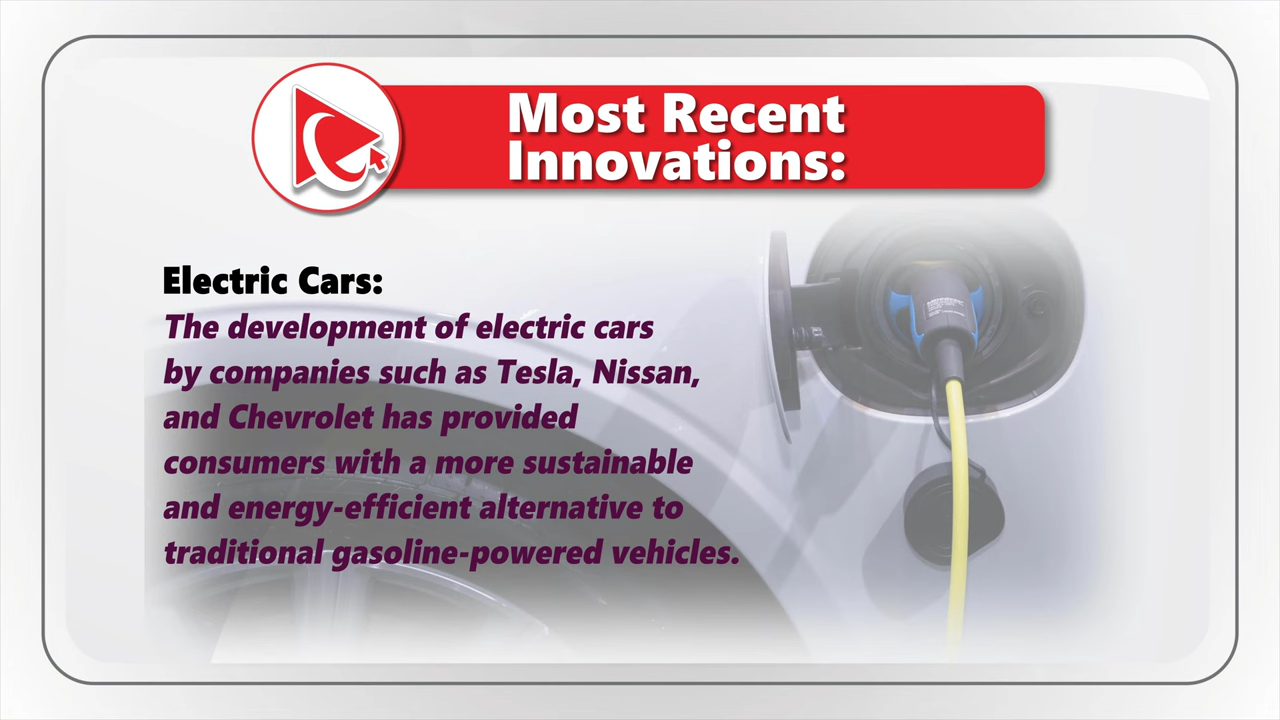 Most Recent
Innovations:
Electric Cars:
The development of electric cars
by companies such as Tesla, Nissan,
and Chevrolet has provided
consumers with a more sustainable
and energy-efficient alternative to
traditional gasoline-powered vehicles.